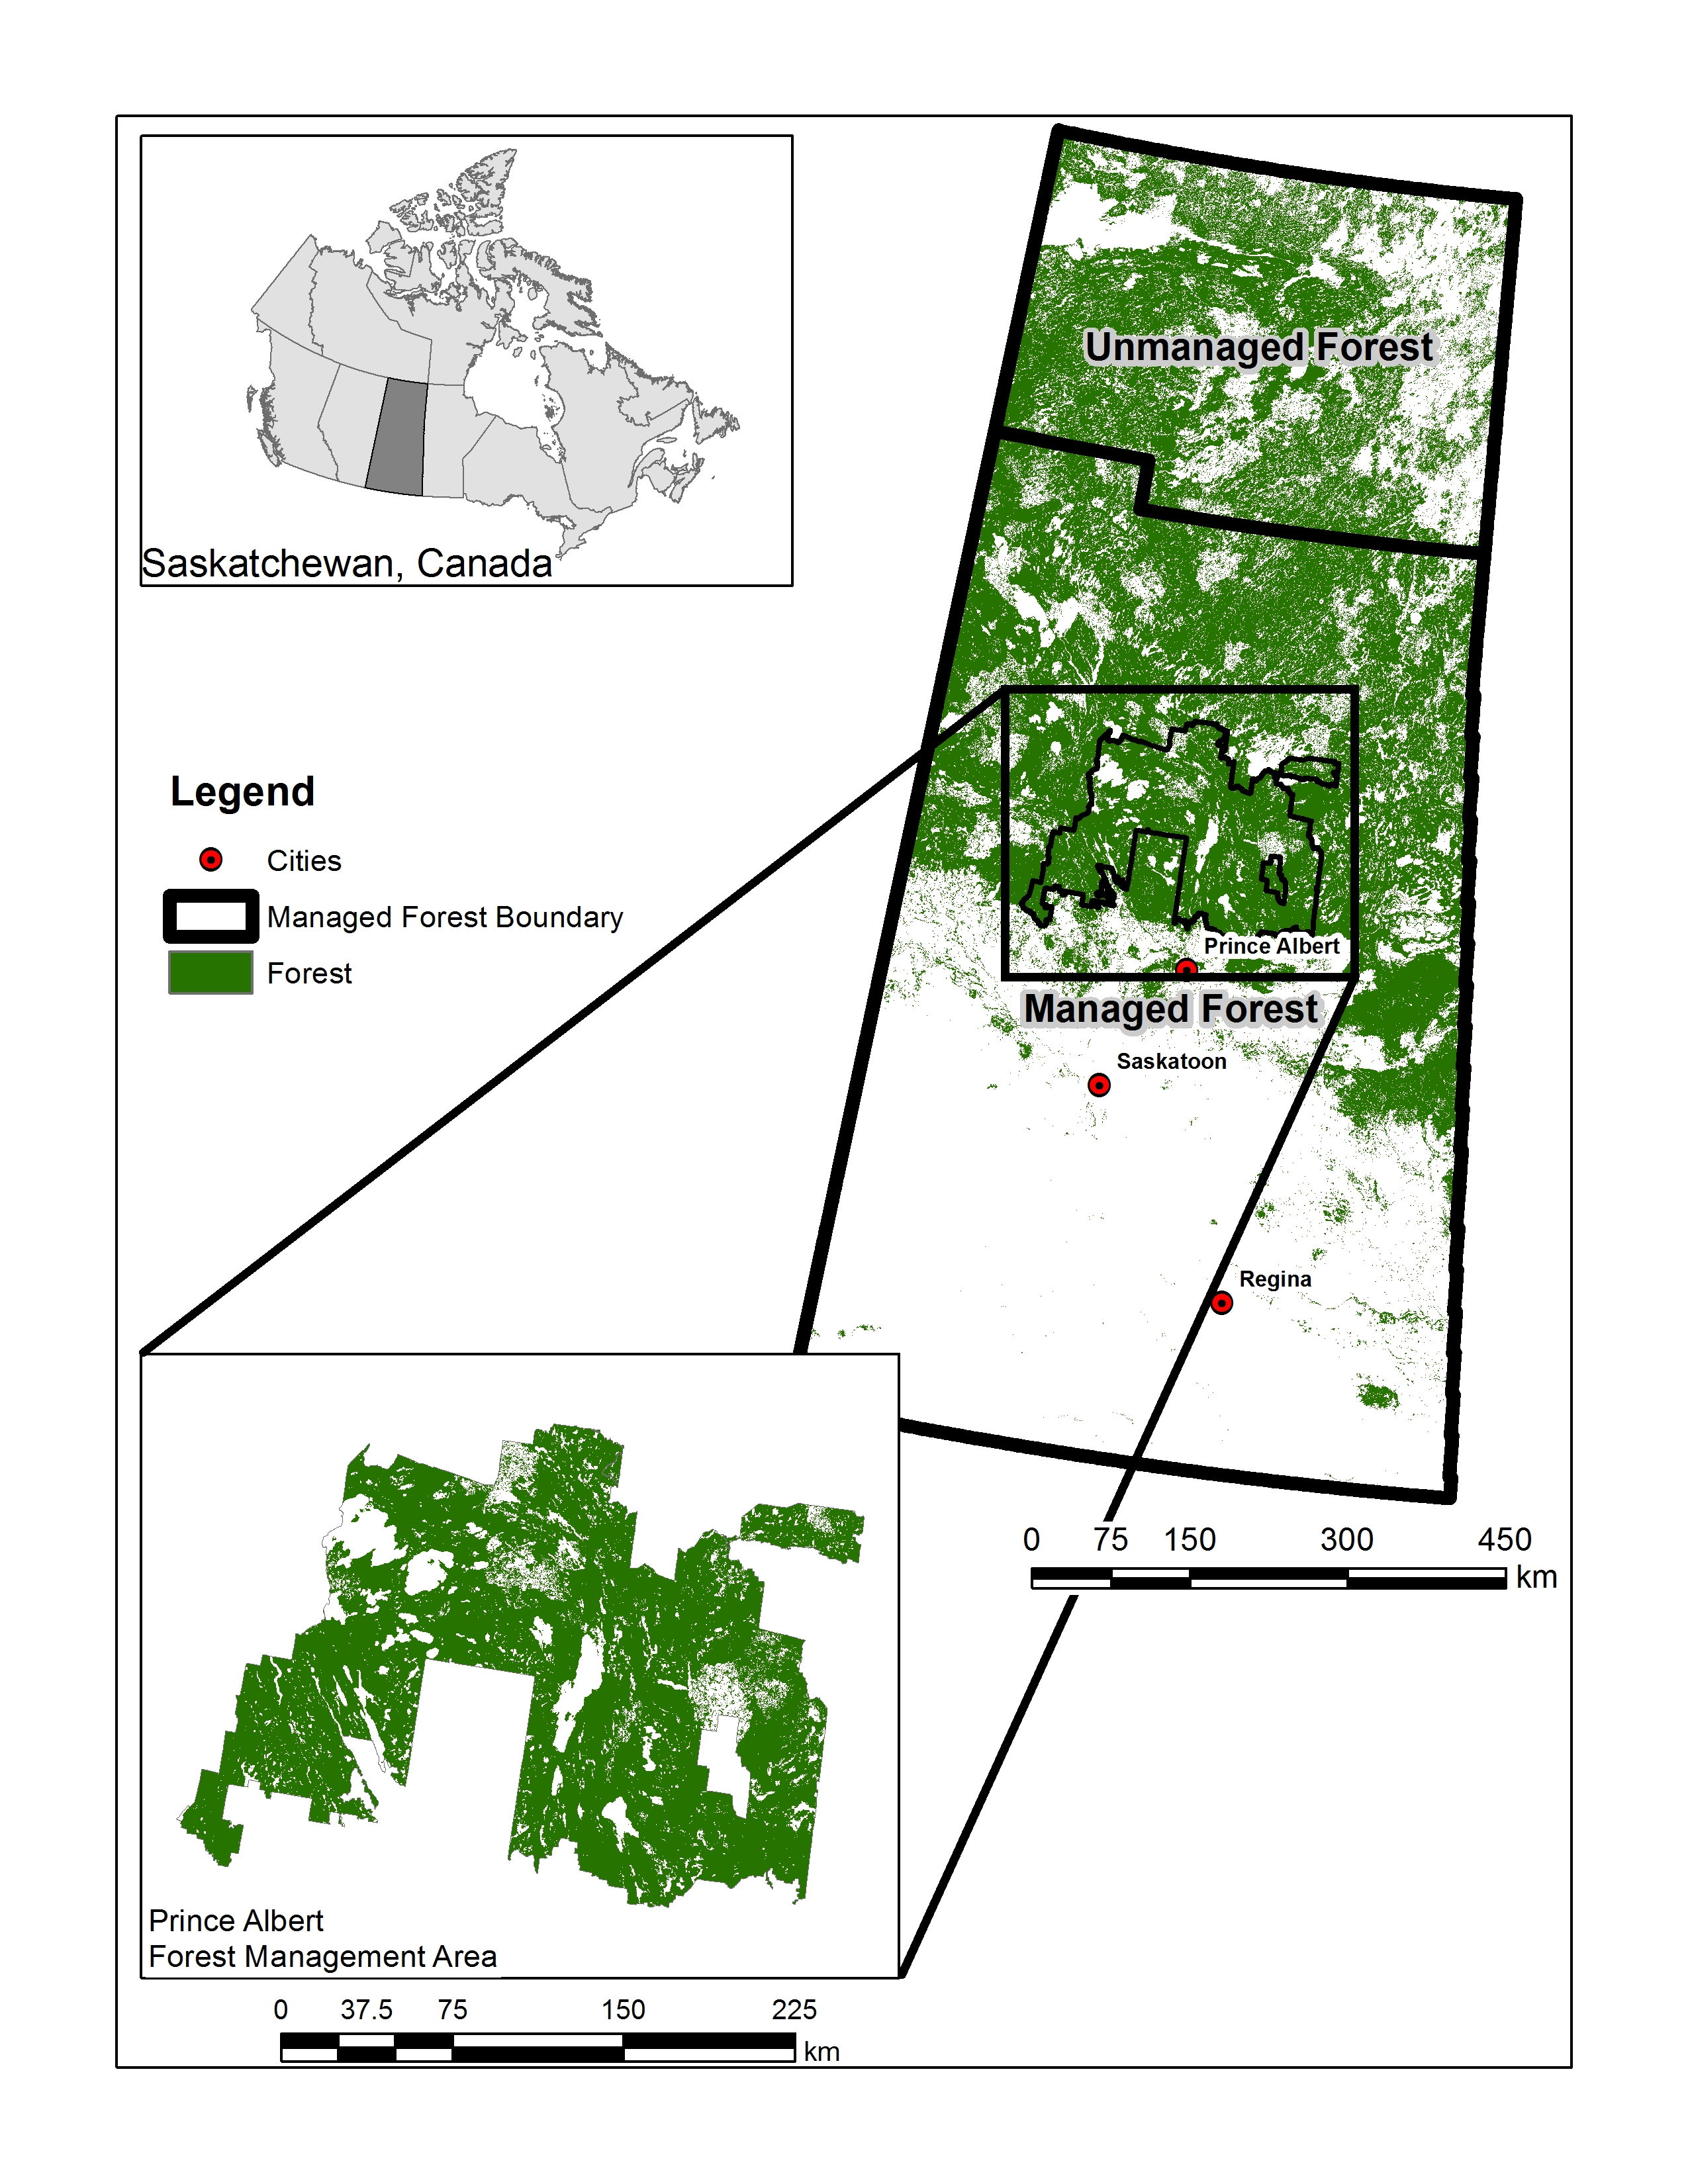 Saskatchewan, Canada
Unmanaged Forest
Legend
Cities
Managed Forest Boundary
Forest
Prince Albert
Managed Forest
Saskatoon
Regina
0 75 150 300 450
km
Prince Albert
Forest Management Area
0 37.5 75 150 225
km